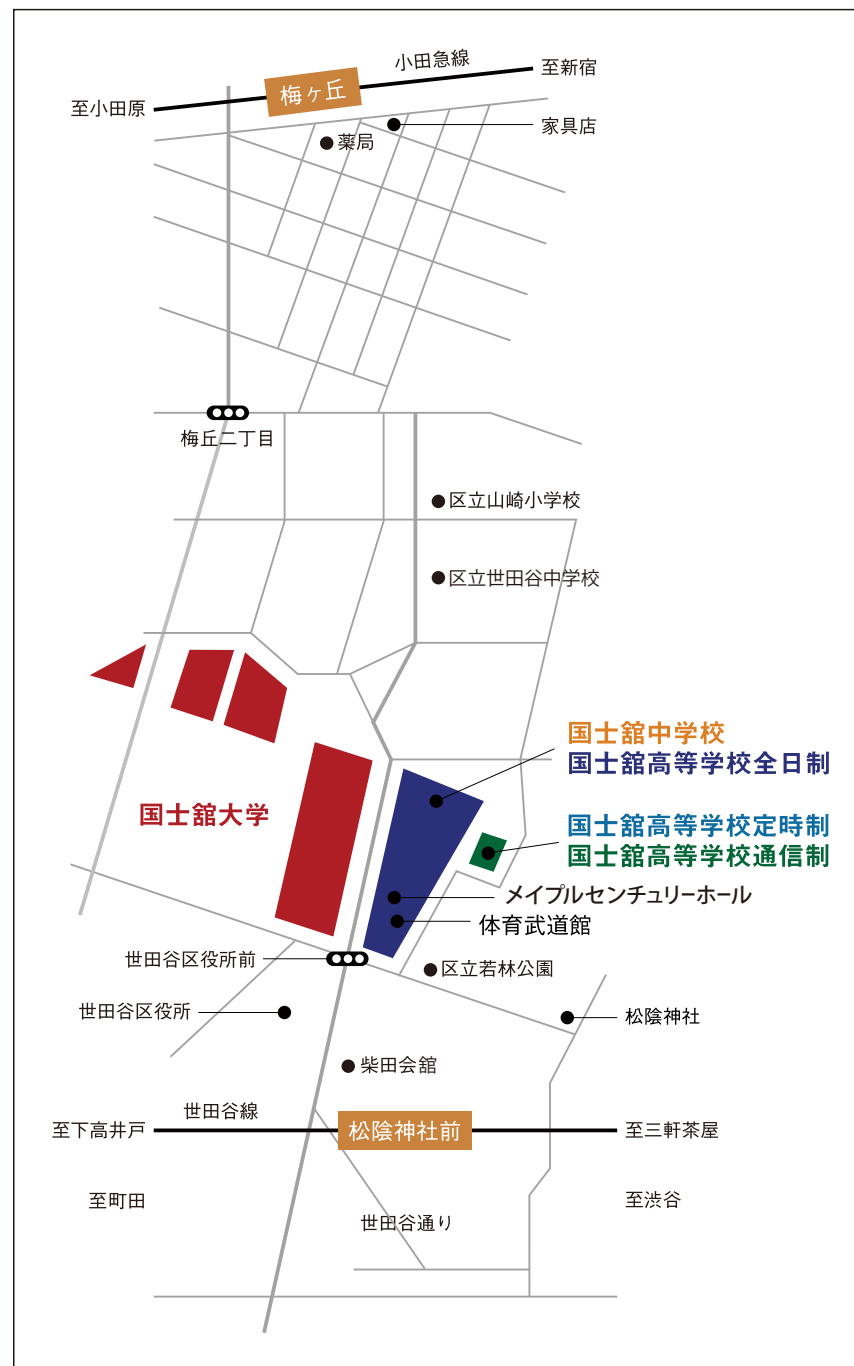 小田急線
至新宿
梅ヶ丘
至小田原
家具店
薬局
梅丘二丁目
区立山崎小学校
区立世田谷中学校
国士舘中学校
国士舘高等学校全日制
国士舘大学
国士舘高等学校定時制
国士舘高等学校通信制
メイプルセンチュリーホール
体育武道館
世田谷区役所前
区立若林公園
世田谷区役所
松陰神社
柴田会舘
世田谷線
至下高井戸
松陰神社前
至三軒茶屋
至町田
至渋谷
世田谷通り